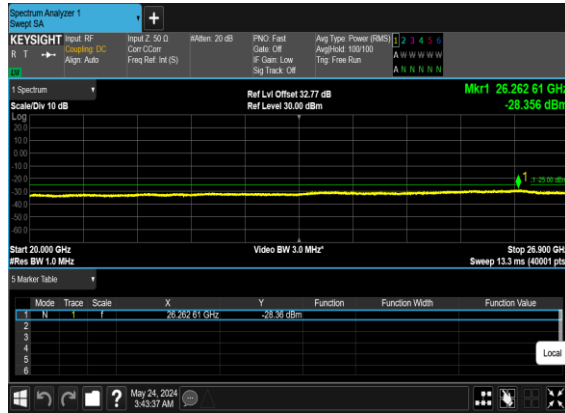 Spectrum Analyzer 1
Swept SA
KEYSIGHT Input: RF Input Z: 50 Ω #Atten: 20 dB PNO: Fast Avg Type: Power (RMS) 1 2 3 4 5 6
R T Coupling: DC Corr CCorr Gate: Off Avg|Hold: 100/100 A W W W W W
Align: Auto Freq Ref: Int (S) IF Gain: Low Trig: Free Run
Sig Track: Off A N N N N N
1 Spectrum Ref Lvl Offset 32.77 dB Mkr1 26.262 61 GHz
Scale/Div 10 dB Ref Level 30.00 dBm -28.356 dBm
Log
20.0
10.0
0.00
-10.0
-20.0
-30.0
-40.0
-50.0
-60.0
1
Start 20.000 GHz Video BW 3.0 MHz* Stop 26.900 GHz
#Res BW 1.0 MHz Sweep 13.3 ms (40001 pts)
5 Marker Table
Mode Trace Scale X Y Function Function Width Function Value
1 N 1 f 26.262 61 GHz -28.36 dBm
2
3
4
5
6
Local
May 24, 2024
3:43:37 AM